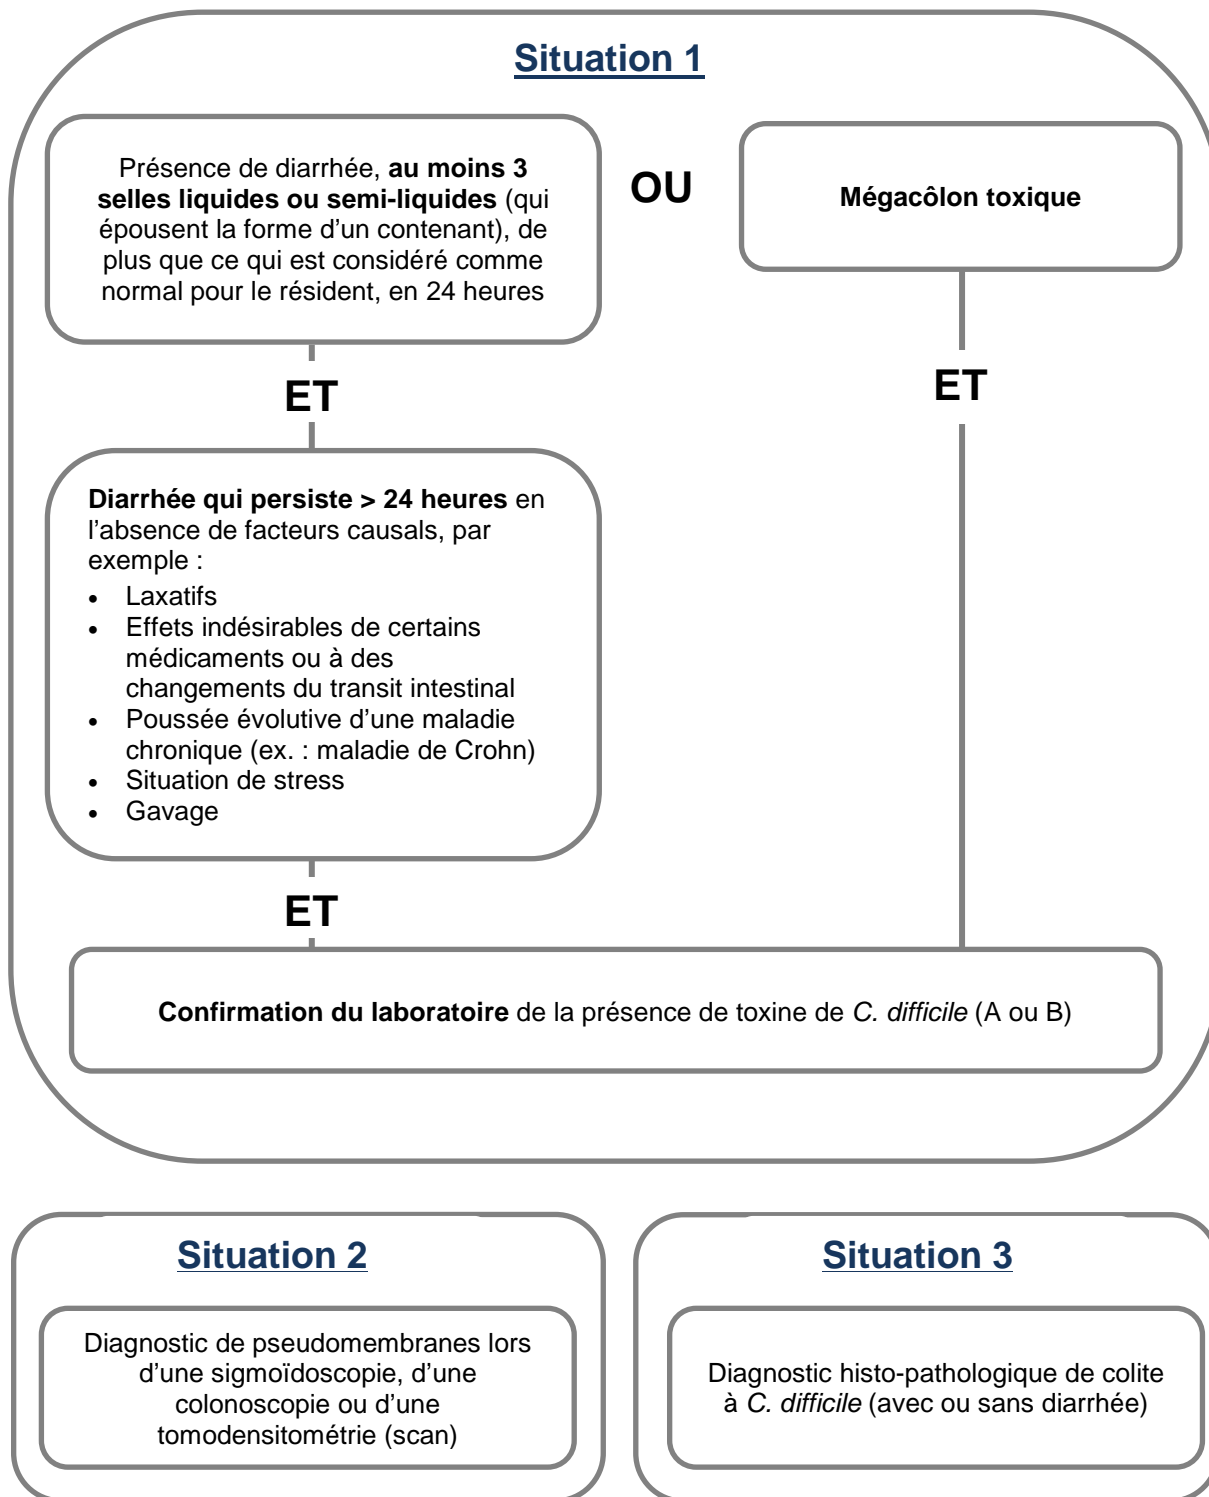 Situation 1
Présence de diarrhée, au moins 3
selles liquides ou semi-liquides (qui
épousent la forme d’un contenant), de
plus que ce qui est considéré comme
normal pour le résident, en 24 heures
OU
Mégacôlon toxique
ET
ET
Diarrhée qui persiste > 24 heures en
l’absence de facteurs causals, par
exemple :
• Laxatifs
• Effets indésirables de certains
médicaments ou à des
changements du transit intestinal
• Poussée évolutive d’une maladie
chronique (ex. : maladie de Crohn)
• Situation de stress
• Gavage
ET
Confirmation du laboratoire de la présence de toxine de C. difficile (A ou B)
Situation 2
Diagnostic de pseudomembranes lors
d’une sigmoïdoscopie, d’une
colonoscopie ou d’une
tomodensitométrie (scan)
Situation 3
Diagnostic histo-pathologique de colite
à C. difficile (avec ou sans diarrhée)